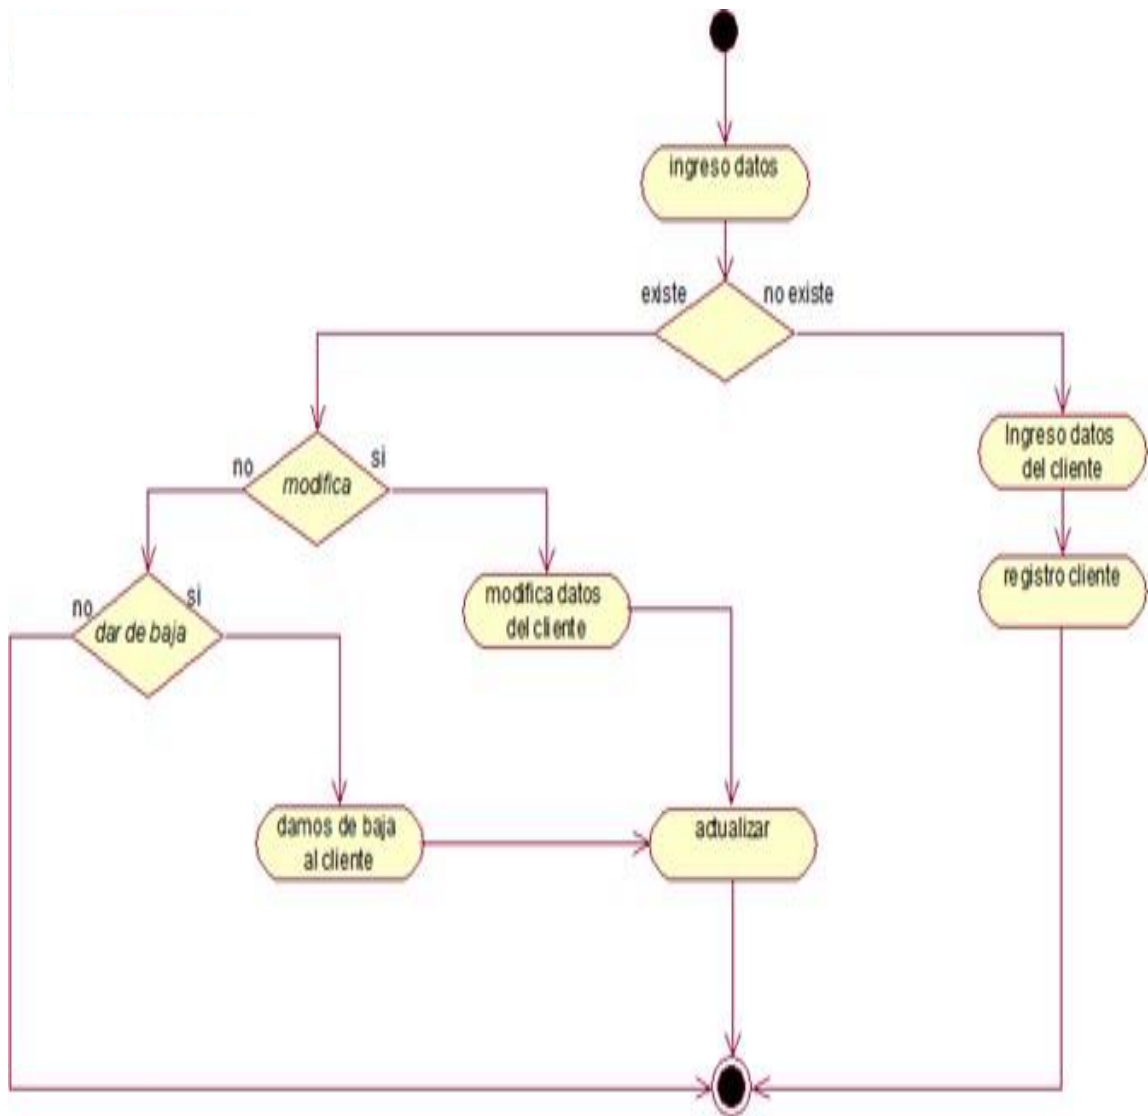 ingreso datos
existe
no existe
Ingreso datos
del cliente
no
si
modifica
registro cliente
modifica datos
del cliente
no
si
dar de baja
damos de baja
al cliente
actualizar